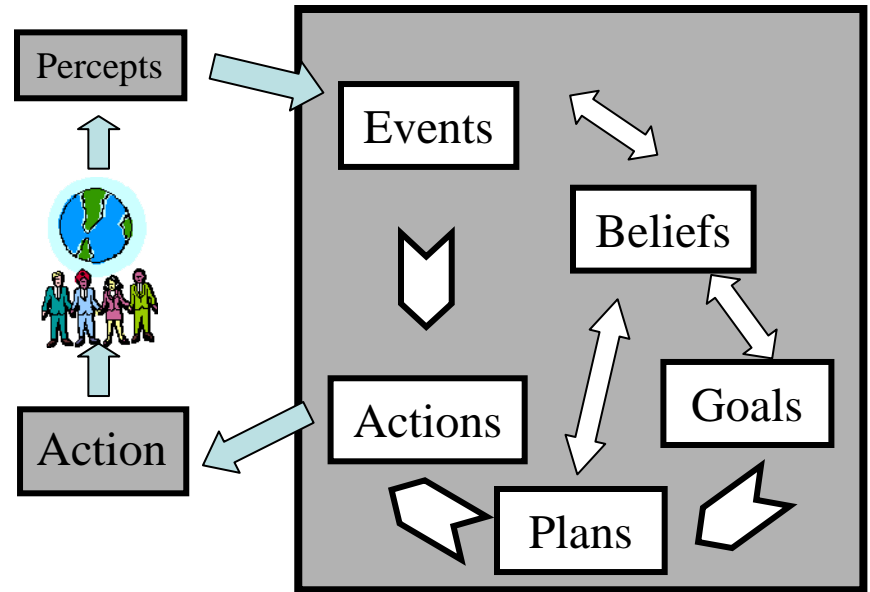 Percepts
Events
Beliefs
Goals
Actions
Action
Plans